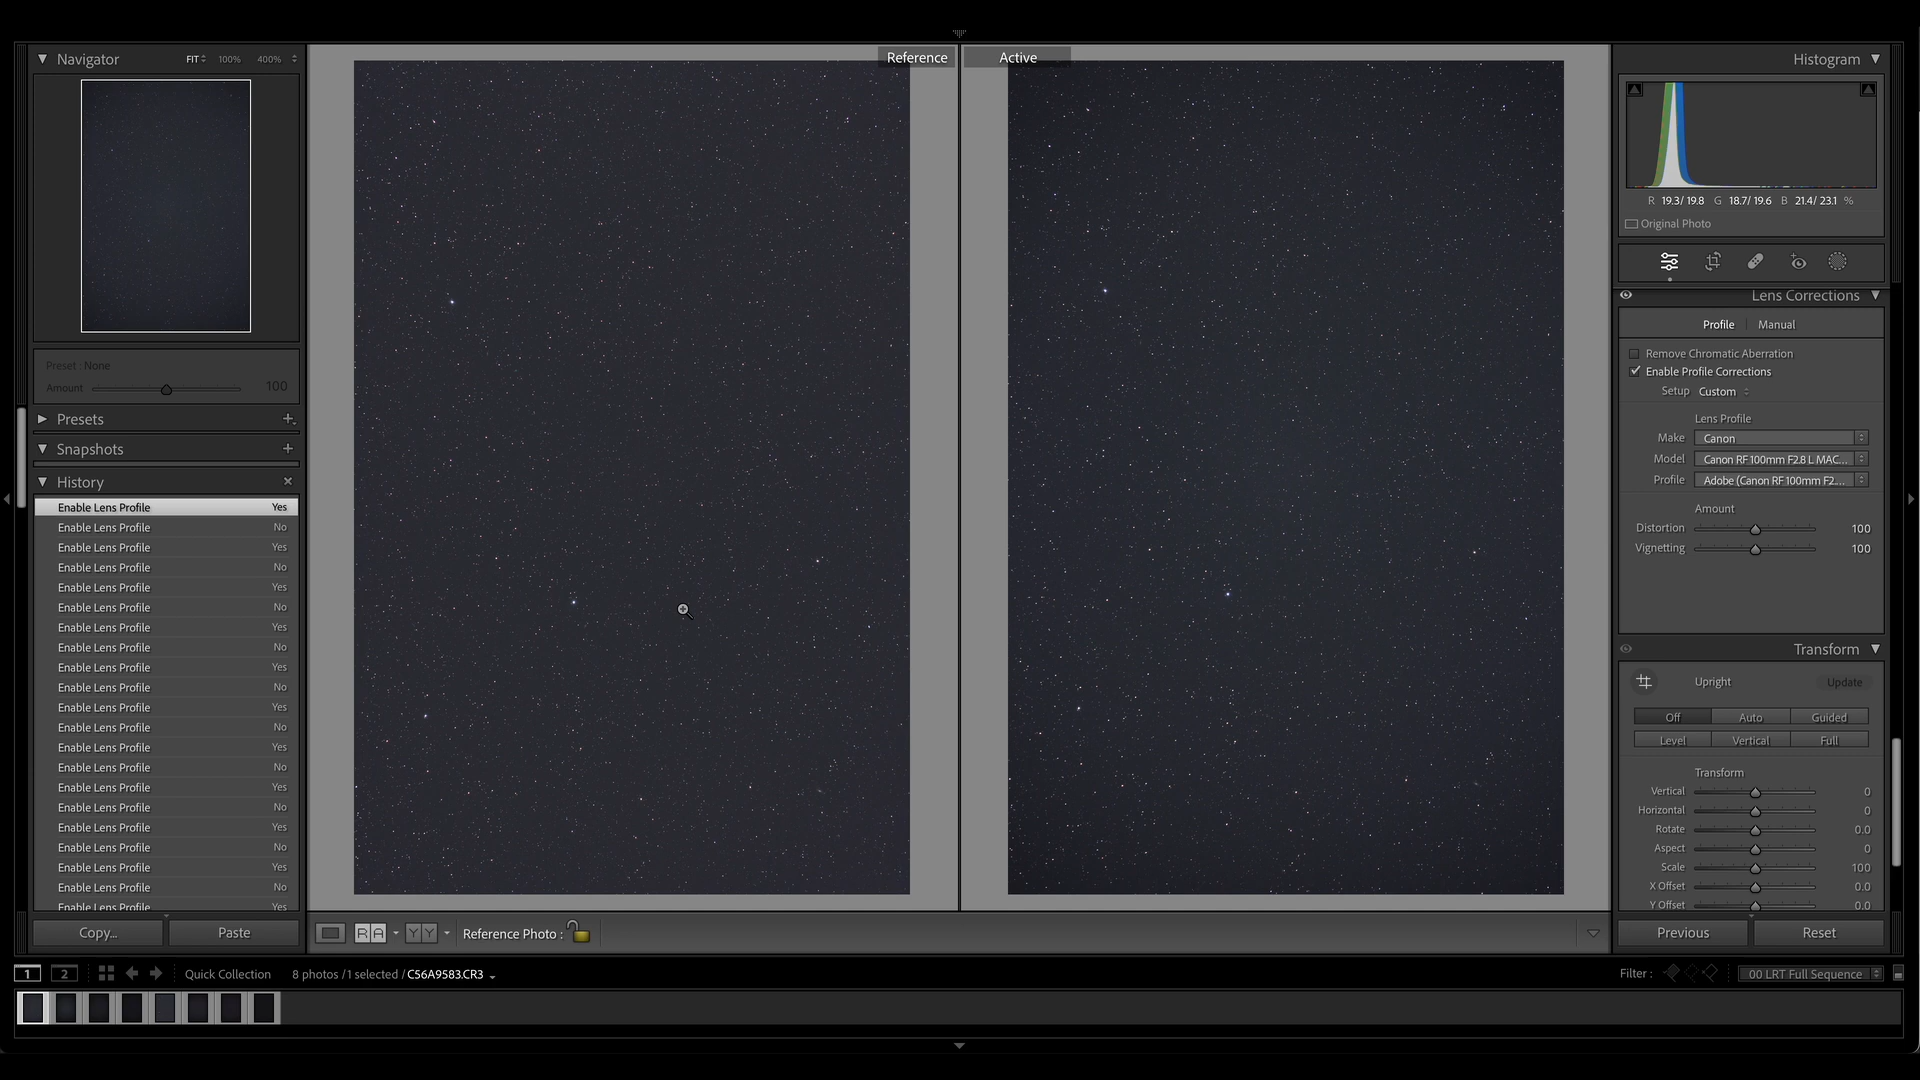 Navigator FIT 100% 400%
Preset : None
Amount 100
Presets
Snapshots
History
Enable Lens Profile Yes
Enable Lens Profile No
Enable Lens Profile Yes
Enable Lens Profile No
Enable Lens Profile Yes
Enable Lens Profile No
Enable Lens Profile Yes
Enable Lens Profile No
Enable Lens Profile Yes
Enable Lens Profile No
Enable Lens Profile Yes
Enable Lens Profile No
Enable Lens Profile Yes
Enable Lens Profile No
Enable Lens Profile Yes
Enable Lens Profile No
Enable Lens Profile Yes
Enable Lens Profile No
Enable Lens Profile Yes
Enable Lens Profile No
Enable Lens Profile Yes
Copy... Paste
Reference Active
R A Y Y Reference Photo :
Histogram
R 19.3/ 19.8 G 18.7/ 19.6 B 21.4/ 23.1 %
Original Photo
Lens Corrections
Profile Manual
Remove Chromatic Aberration
Enable Profile Corrections
Setup Custom
Lens Profile
Make Canon
Model Canon RF 100mm F2.8 L MAC...
Profile Adobe (Canon RF 100mm F2....
Amount
Distortion 100
Vignetting 100
Transform
Upright Update
Off Auto Guided
Level Vertical Full
Transform
Vertical 0
Horizontal 0
Rotate 0.0
Aspect 0
Scale 100
X Offset 0.0
Y Offset 0.0
Previous Reset
1 2 Quick Collection 8 photos / 1 selected / C56A9583.CR3 Filter : 00 LRT Full Sequence